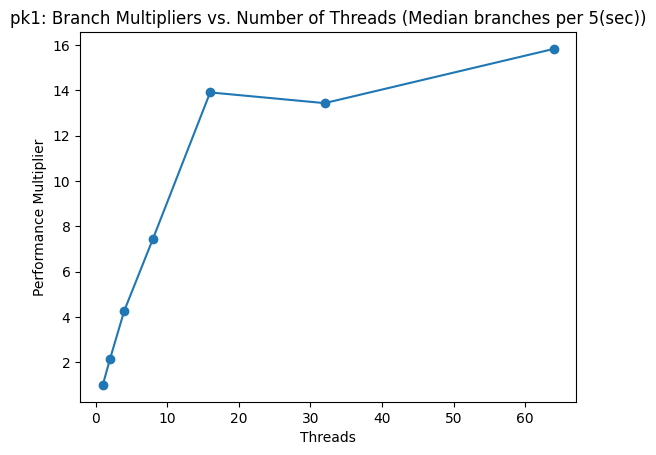 pk1: Branch Multipliers vs. Number of Threads (Median branches per 5(sec))
16
14
12
10
8
6
4
2
Performance Multiplier
0 10 20 30 40 50 60
Threads